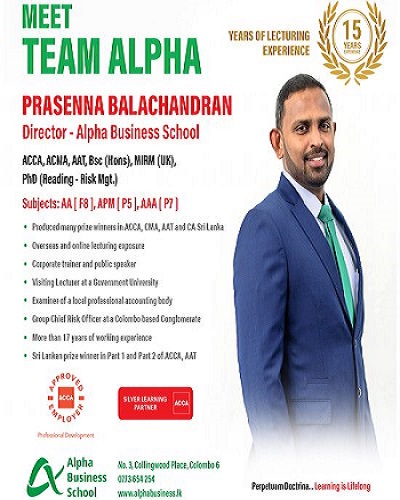 MEET
TEAM ALPHA
YEARS OF LECTURING
EXPERIENCE
15
YEARS
PRASENNA BALACHANDRAN
Director - Alpha Business School
ACCA, ACMA, AAT, Bsc (Hons), MIRM (UK),
PhD (Reading - Risk Mgt.)
Subjects: AA [ F8 ], APM [ P5 ], AAA [ P7 ]
• Produced many prize winners in ACCA, CMA, AAT and CA Sri Lanka
• Overseas and online lecturing exposure
• Corporate trainer and public speaker
• Visiting Lecturer at a Government University
• Examiner of a local professional accounting body
• Group Chief Risk Officer at a Colombo based Conglomerate
• More than 17 years of working experience
• Sri Lankan prize winner in Part 1 and Part 2 of ACCA, AAT
APPROVED
ACCA
EMPLOYER
Professional Development
SILVER LEARNING
PARTNER
ACCA
Alpha
Business
School
No. 3, Collingwood Place, Colombo 6
0773 654 254
www.alphabusiness.lk
Perpetuum Doctrina... Learning is Lifelong